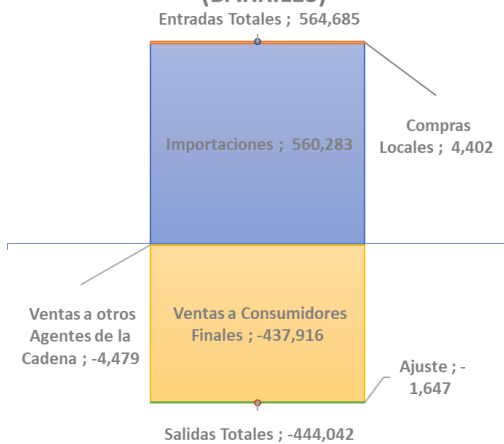 (BARRILES)
Entradas Totales ; 564,685
Importaciones ; 560,283
Compras
Locales ; 4,402
Ventas a otros
Agentes de la
Cadena ; -4,479
Ventas a Consumidores
Finales ; -437,916
Ajuste ; -
1,647
Salidas Totales ; -444,042